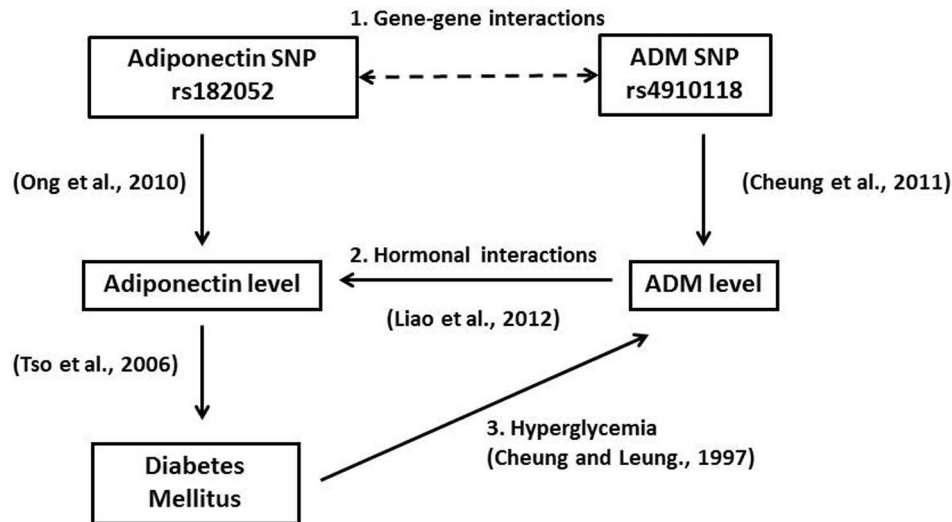 1. Gene-gene interactions
Adiponectin SNP
rs182052
ADM SNP
rs4910118
(Ong et al., 2010)
(Cheung et al., 2011)
2. Hormonal interactions
Adiponectin level
ADM level
(Liao et al., 2012)
(Tso et al., 2006)
3. Hyperglycemia
(Cheung and Leung., 1997)
Diabetes
Mellitus